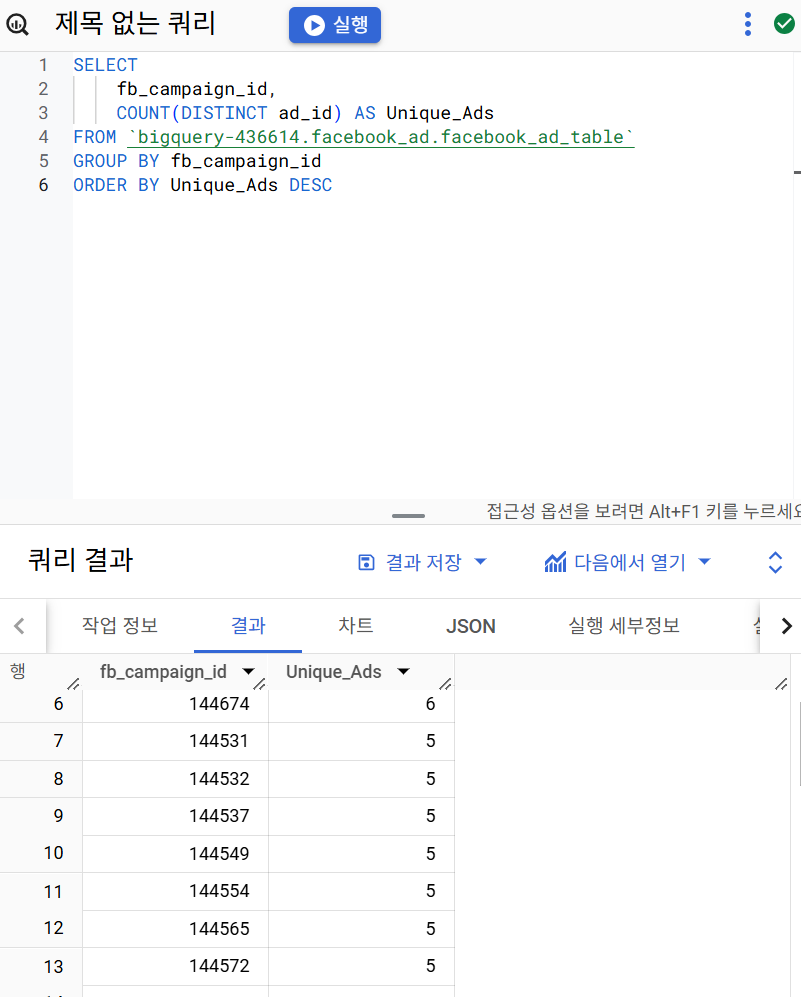 제목 없는 쿼리 실행
1 SELECT
2 fb_campaign_id,
3 COUNT(DISTINCT ad_id) AS Unique_Ads
4 FROM `bigquery-436614.facebook_ad.facebook_ad_table`
5 GROUP BY fb_campaign_id
6 ORDER BY Unique_Ads DESC
접근성 옵션을 보려면 Alt+F1 키를 누르세요
쿼리 결과 결과 저장 다음에서 열기
작업 정보 결과 차트 JSON 실행 세부정보
행 fb_campaign_id Unique_Ads
6 144674 6
7 144531 5
8 144532 5
9 144537 5
10 144549 5
11 144554 5
12 144565 5
13 144572 5